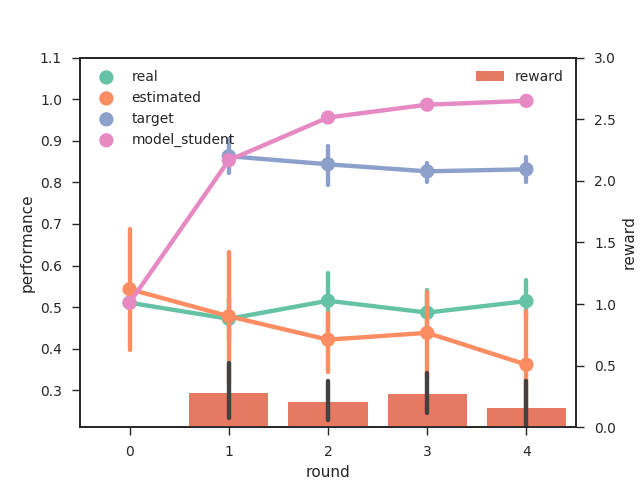 1.1
1.0
0.9
0.8
0.7
0.6
0.5
0.4
0.3
performance
real
estimated
target
model_student
reward
3.0
2.5
2.0
1.5
1.0
0.5
0.0
reward
0 1 2 3 4
round